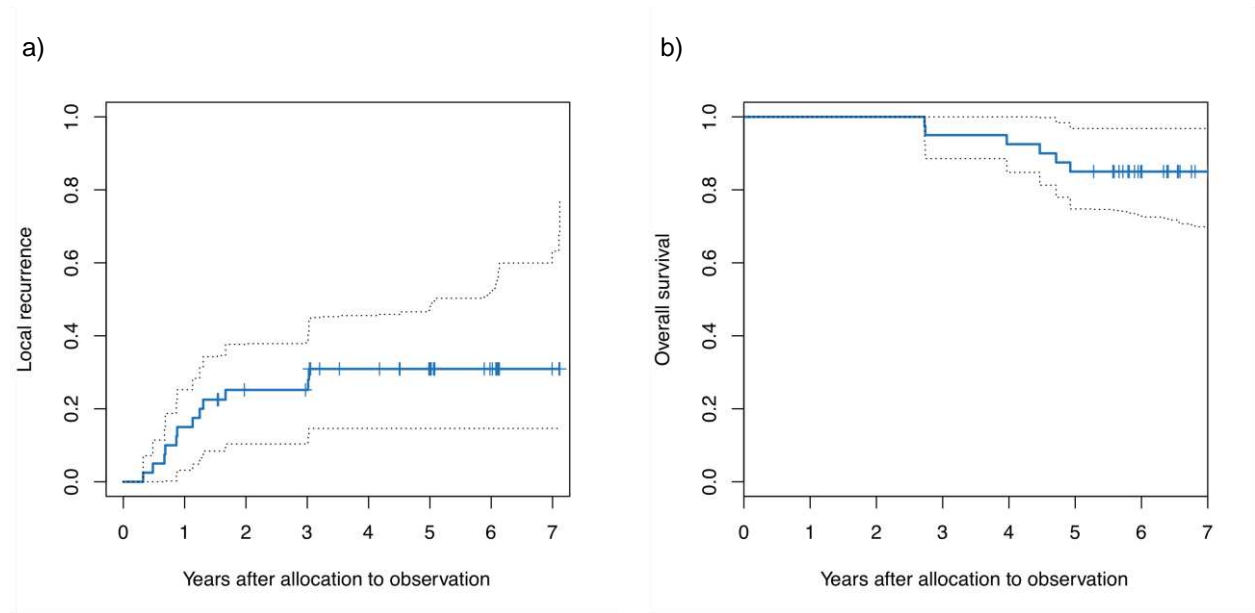 a)
Local recurrence
1.0
0.8
0.6
0.4
0.2
0.0
0 1 2 3 4 5 6 7
Years after allocation to observation
b)
Overall survival
1.0
0.8
0.6
0.4
0.2
0.0
0 1 2 3 4 5 6 7
Years after allocation to observation